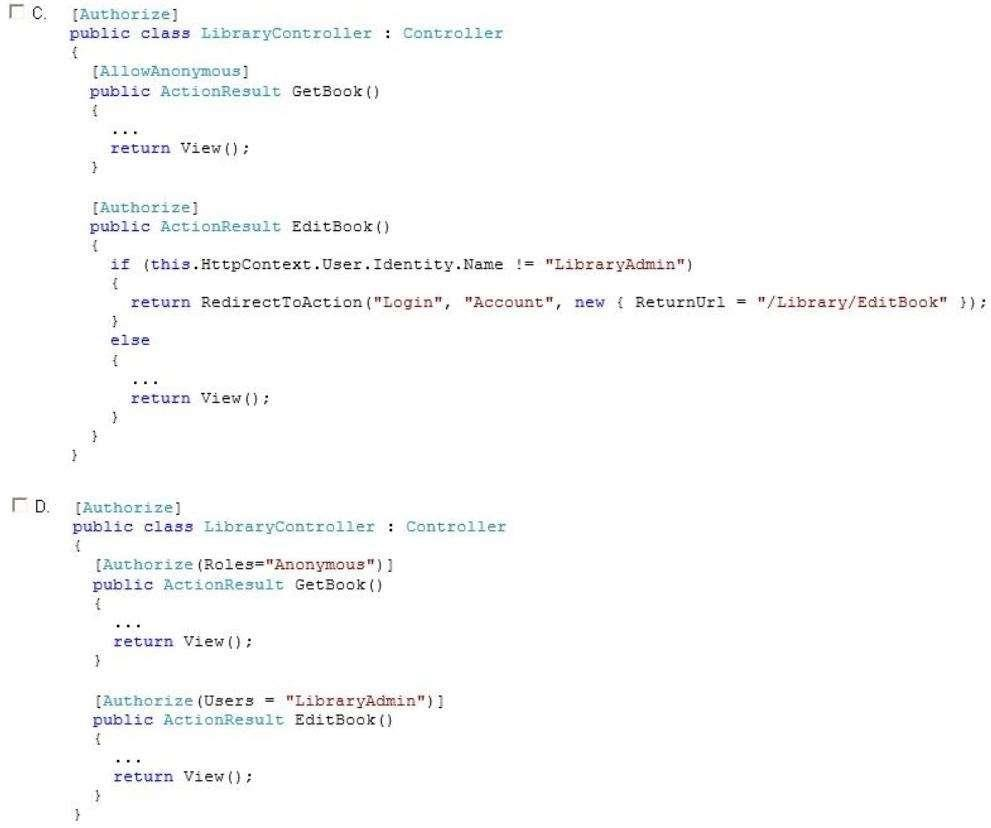 C. [Authorize]
public class LibraryController : Controller
{
[AllowAnonymous]
public ActionResult GetBook()
{
...
return View();
}
[Authorize]
public ActionResult EditBook()
{
if (this.HttpContext.User.Identity.Name != "LibraryAdmin")
{
return RedirectToAction("Login", "Account", new { ReturnUrl = "/Library/EditBook" });
}
else
{
...
return View();
}
}
}
D. [Authorize]
public class LibraryController : Controller
{
[Authorize(Roles="Anonymous")]
public ActionResult GetBook()
{
...
return View();
}
[Authorize(Users = "LibraryAdmin")]
public ActionResult EditBook()
{
...
return View();
}
}